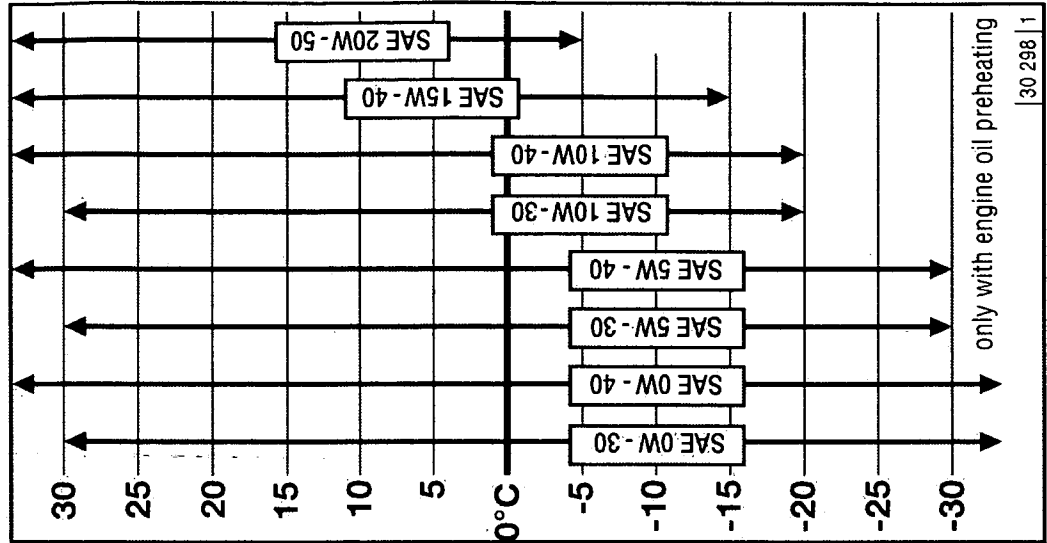 30
25
20
15
10
5
0°C
-5
-10
-15
-20
-25
-30
SAE 0W-30
SAE 0W - 40
SAE 5W - 30
SAE 5W - 40
SAE 10W-30
SAE 10W-40
SAE 15W-40
SAE 20W-50
only with engine oil preheating
30 298 1